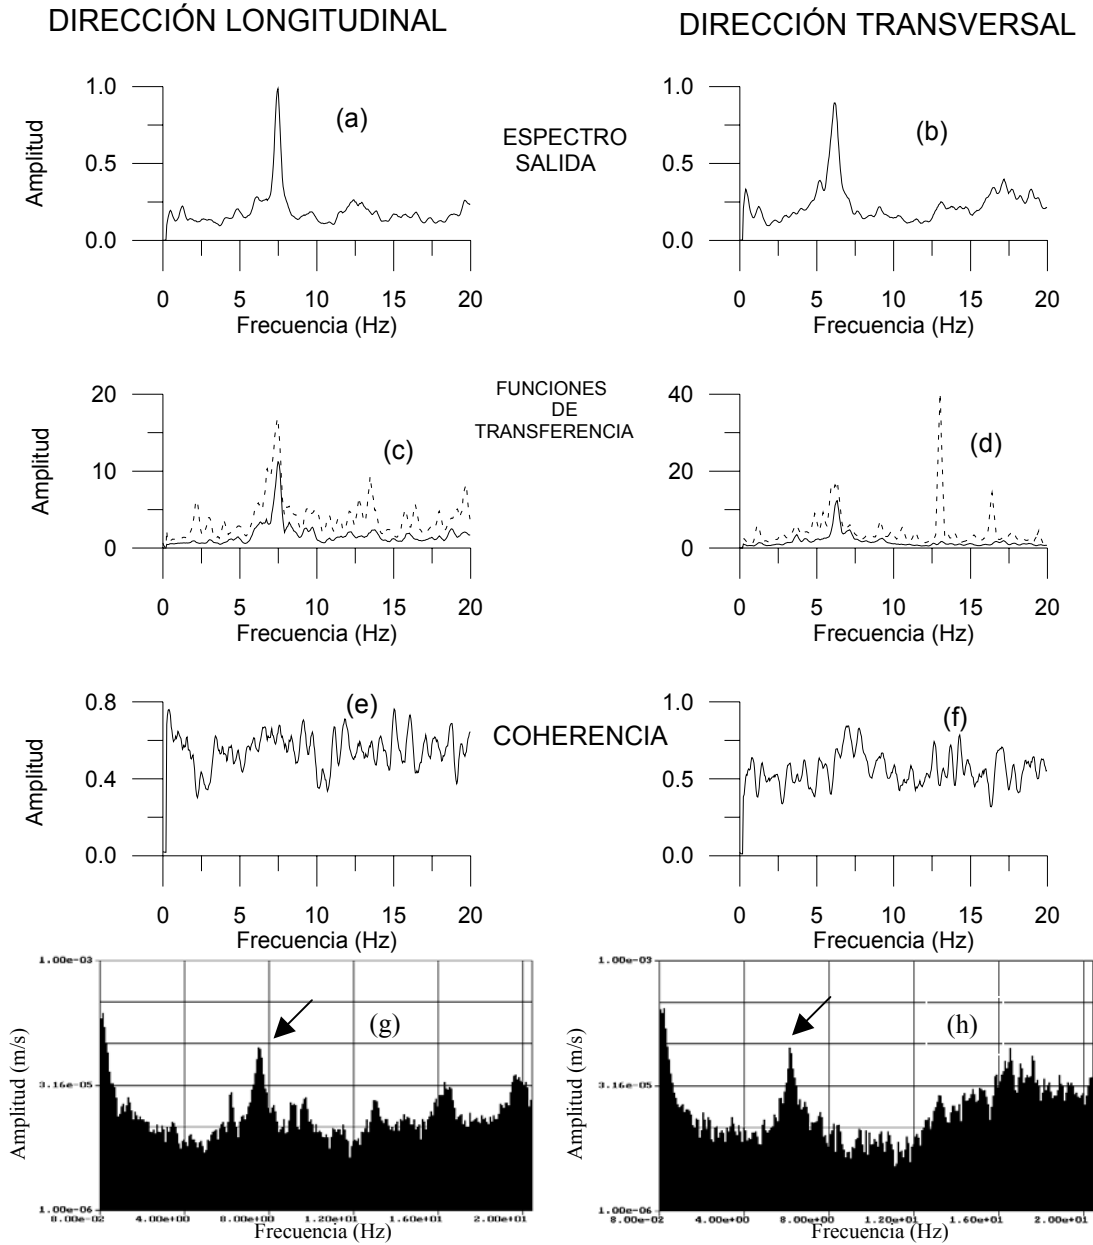 DIRECCIÓN LONGITUDINAL
DIRECCIÓN TRANSVERSAL
1.0
0.5
0.0
Amplitud
(a)
0 5 10 15 20
Frecuencia (Hz)
ESPECTRO
SALIDA
1.0
0.5
0.0
(b)
0 5 10 15 20
Frecuencia (Hz)
20
10
0
Amplitud
(c)
0 5 10 15 20
Frecuencia (Hz)
FUNCIONES
DE
TRANSFERENCIA
40
20
0
(d)
0 5 10 15 20
Frecuencia (Hz)
0.8
0.4
0.0
Amplitud
(e)
0 5 10 15 20
Frecuencia (Hz)
COHERENCIA
1.0
0.5
0.0
(f)
0 5 10 15 20
Frecuencia (Hz)
1.00e-03
3.16e-05
1.00e-06
Amplitud (m/s)
(g)
8.00e-02 4.00e+00 8.00e+00 1.20e+01 1.60e+01 2.00e+01
Frecuencia (Hz)
1.00e-03
3.16e-05
1.00e-06
Amplitud (m/s)
(h)
8.00e-02 4.00e+00 8.00e+00 1.20e+01 1.60e+01 2.00e+01
Frecuencia (Hz)